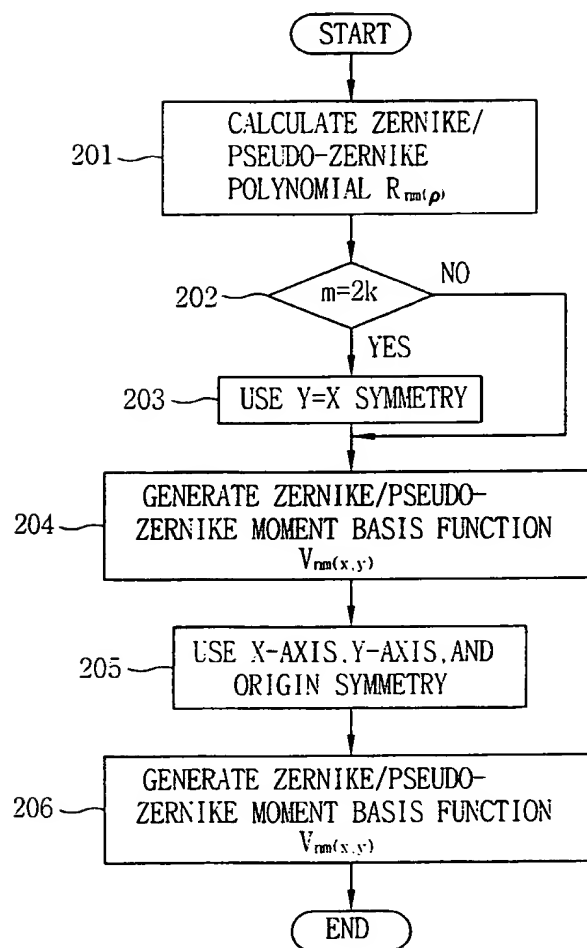 START
201
CALCULATE ZERNIKE/
PSEUDO-ZERNIKE
POLYNOMIAL Rnm(ρ)
202
m=2k
NO
YES
203
USE Y=X SYMMETRY
204
GENERATE ZERNIKE/PSEUDO-
ZERNIKE MOMENT BASIS FUNCTION
Vnm(x,y)
205
USE X-AXIS,Y-AXIS,AND
ORIGIN SYMMETRY
206
GENERATE ZERNIKE/PSEUDO-
ZERNIKE MOMENT BASIS FUNCTION
Vnm(x,y)
END